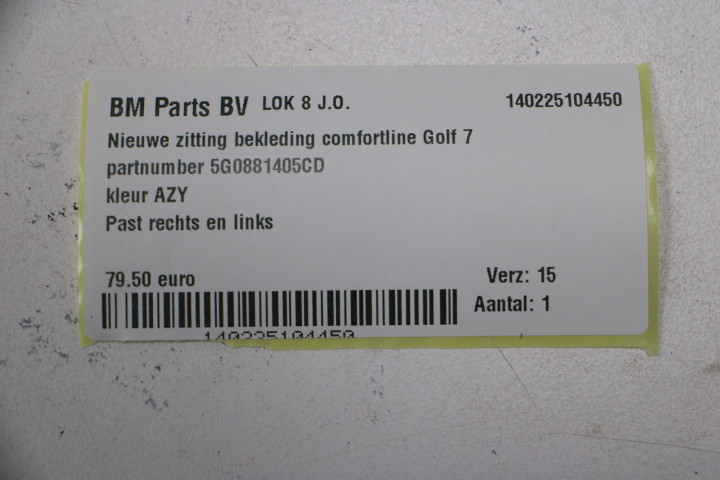 BM Parts BV LOK 8 J.O. 140225104450
Nieuwe zitting bekleding comfortline Golf 7
partnumber 5G0881405CD
kleur AZY
Past rechts en links
79.50 euro Verz: 15
Aantal: 1
140225104450